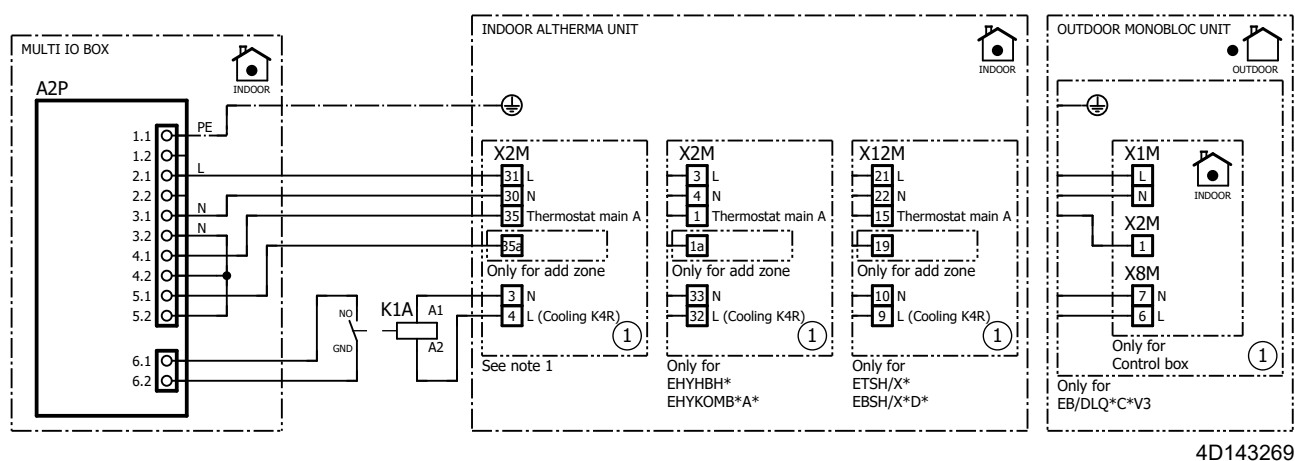 MULTI IO BOX
INDOOR
A2P
1.1
1.2
2.1
2.2
3.1
3.2
4.1
4.2
5.1
5.2
6.1
6.2
PE
L
N
N
NO
GND
K1A
A1
A2
INDOOR ALTHERMA UNIT
INDOOR
X2M
31 L
30 N
35 Thermostat main A
35a
Only for add zone
3 N
4 L (Cooling K4R)
1
See note 1
X2M
3 L
4 N
1 Thermostat main A
1a
Only for add zone
33 N
32 L (Cooling K4R)
1
Only for
EHYHBH*
EHYKOMB*A*
X12M
21 L
22 N
15 Thermostat main A
19
Only for add zone
10 N
9 L (Cooling K4R)
1
Only for
ETSH/X*
EBSH/X*D*
OUTDOOR MONOBLOC UNIT
OUTDOOR
X1M
L
N
INDOOR
X2M
1
X8M
7 N
6 L
Only for
Control box
1
Only for
EB/DLQ*C*V3
4D143269